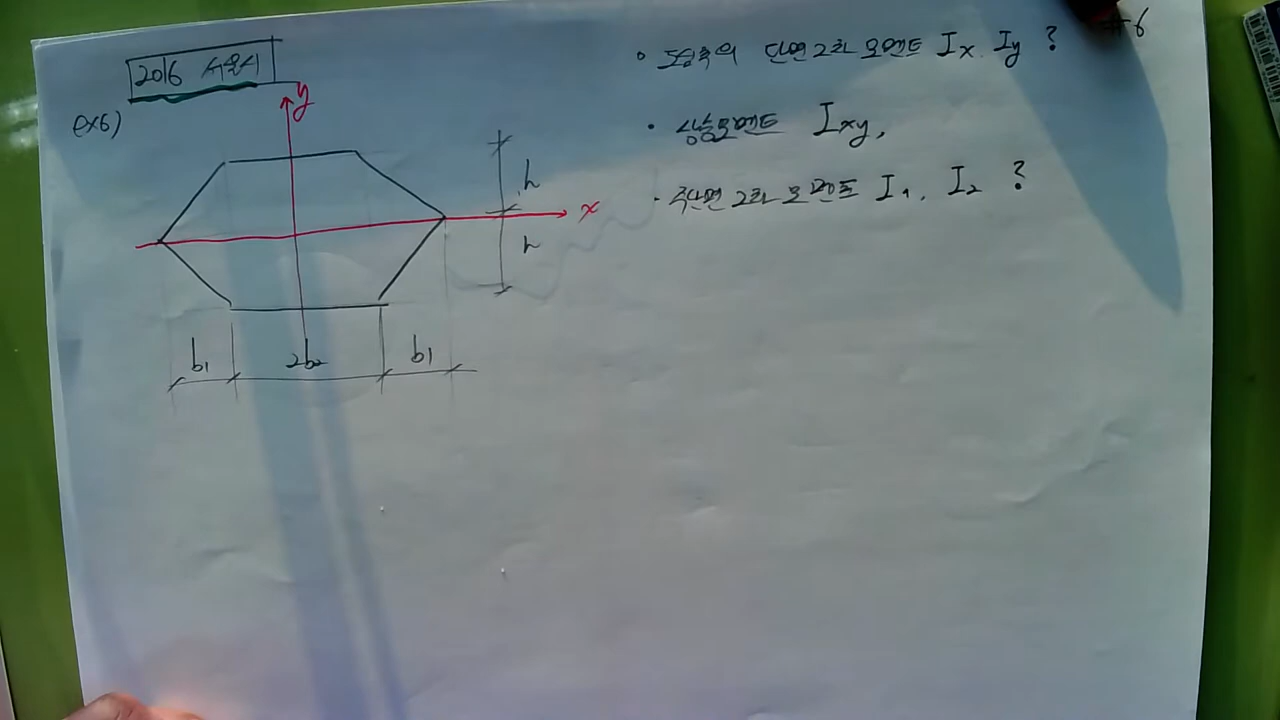 2016 서울시
ex6)
y
h
x
h
b1
2b2
b1
#6
• 도심축의 단면2차모멘트 Ix. Iy ?
• 상승모멘트 Ixy,
• 주단면2차모멘트 I1, I2 ?